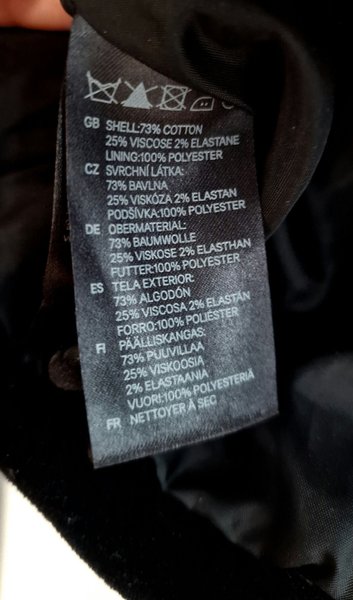 GB SHELL:73% COTTON
25% VISCOSE 2% ELASTANE
LINING:100% POLYESTER
CZ SVRCHNÍ LÁTKA:
73% BAVLNA
25% VISKÓZA 2% ELASTAN
PODŠÍVKA:100% POLYESTER
DE OBERMATERIAL:
73% BAUMWOLLE
25% VISKOSE 2% ELASTHAN
FUTTER:100% POLYESTER
ES TELA EXTERIOR:
73% ALGODÓN
25% VISCOSA 2% ELASTÁN
FORRO:100% POLIÉSTER
FI PÄÄLLISKANGAS:
73% PUUVILLAA
25% VISKOOSIA
2% ELASTAANIA
VUORI:100% POLYESTERIÄ
FR NETTOYER À SEC